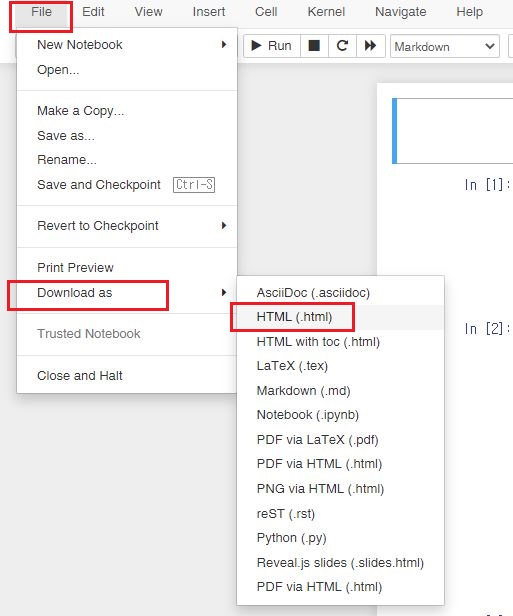 File Edit View Insert Cell Kernel Navigate Help
New Notebook
Run Markdown
Open...
Make a Copy...
Save as...
Rename...
Save and Checkpoint Ctrl-S
In [1]:
Revert to Checkpoint
Print Preview
Download as
AsciiDoc (.asciidoc)
HTML (.html)
In [2]:
Trusted Notebook
HTML with toc (.html)
LaTeX (.tex)
Close and Halt
Markdown (.md)
Notebook (.ipynb)
PDF via LaTeX (.pdf)
PDF via HTML (.html)
PNG via HTML (.html)
reST (.rst)
Python (.py)
Reveal.js slides (.slides.html)
PDF via HTML (.html)